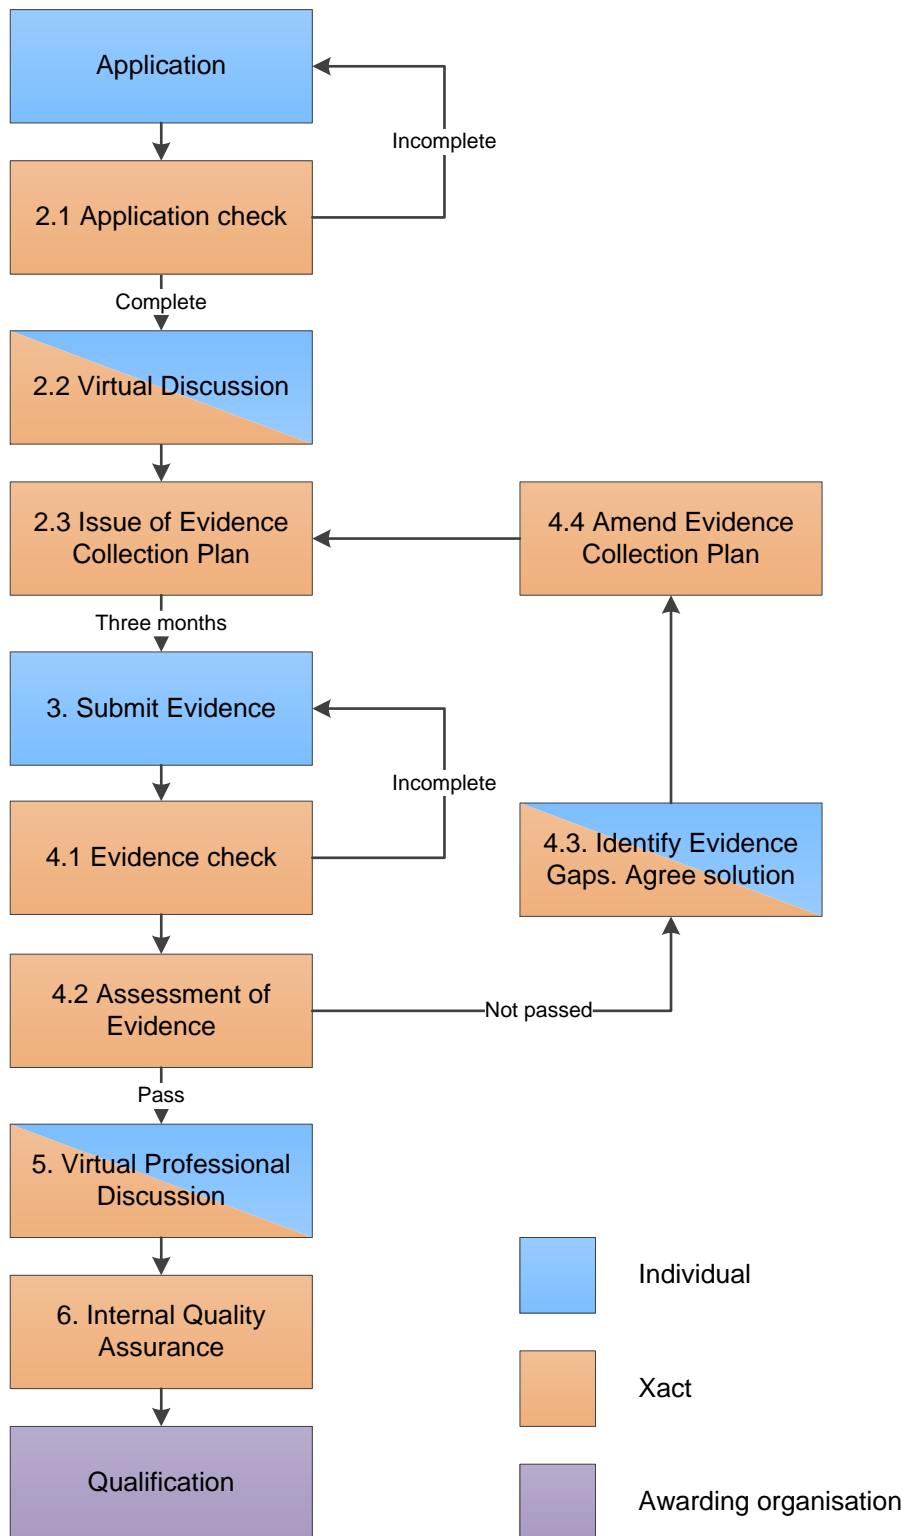 Application
Incomplete
2.1 Application check
Complete
2.2 Virtual Discussion
2.3 Issue of Evidence
Collection Plan
4.4 Amend Evidence
Collection Plan
Three months
3. Submit Evidence
Incomplete
4.1 Evidence check
4.3. Identify Evidence
Gaps. Agree solution
4.2 Assessment of
Evidence
Not passed
Pass
5. Virtual Professional
Discussion
6. Internal Quality
Assurance
Qualification
Individual
Xact
Awarding organisation